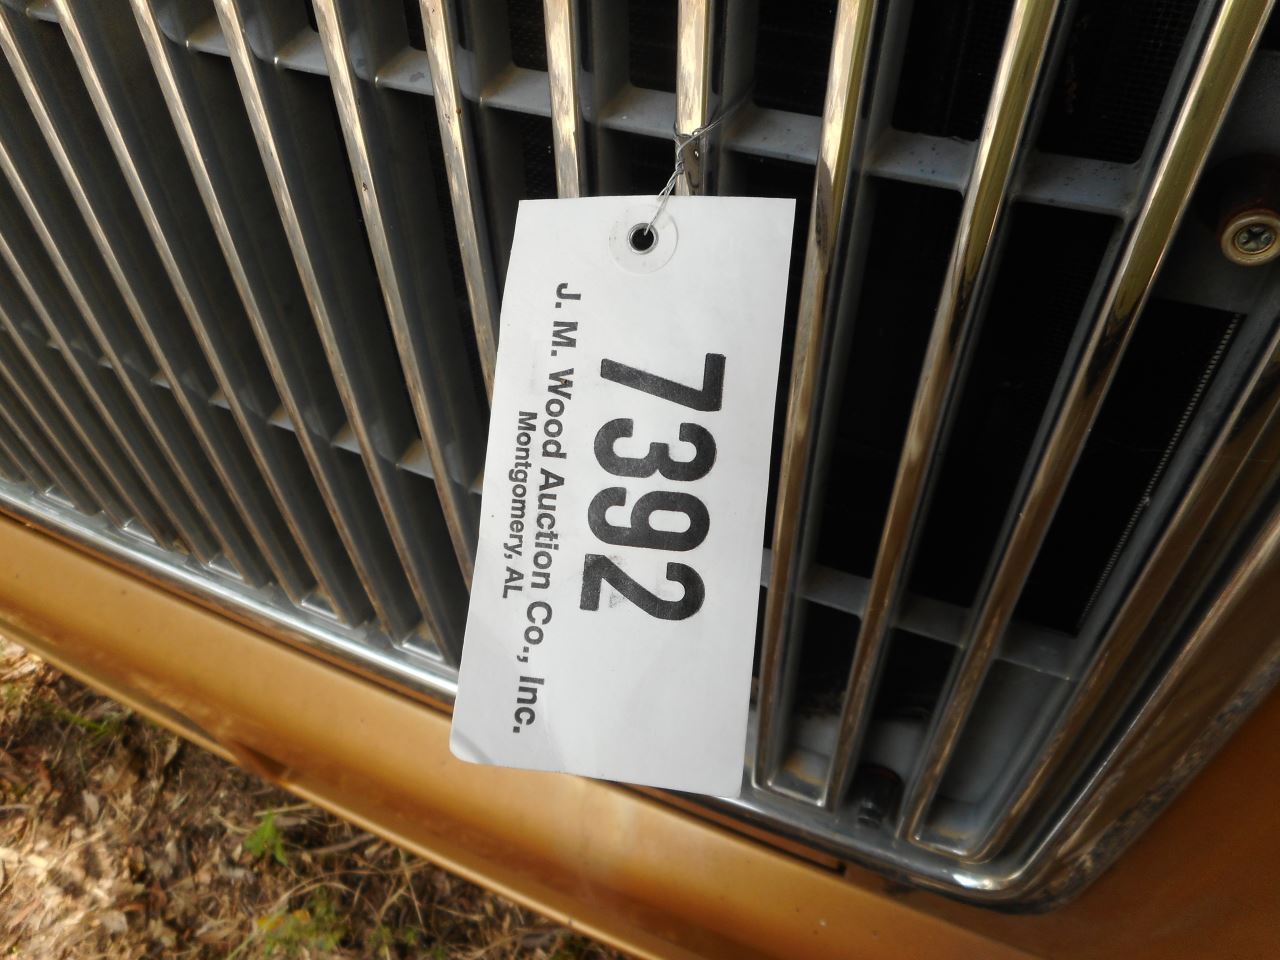 7392
J. M. Wood Auction Co., Inc.
Montgomery, AL